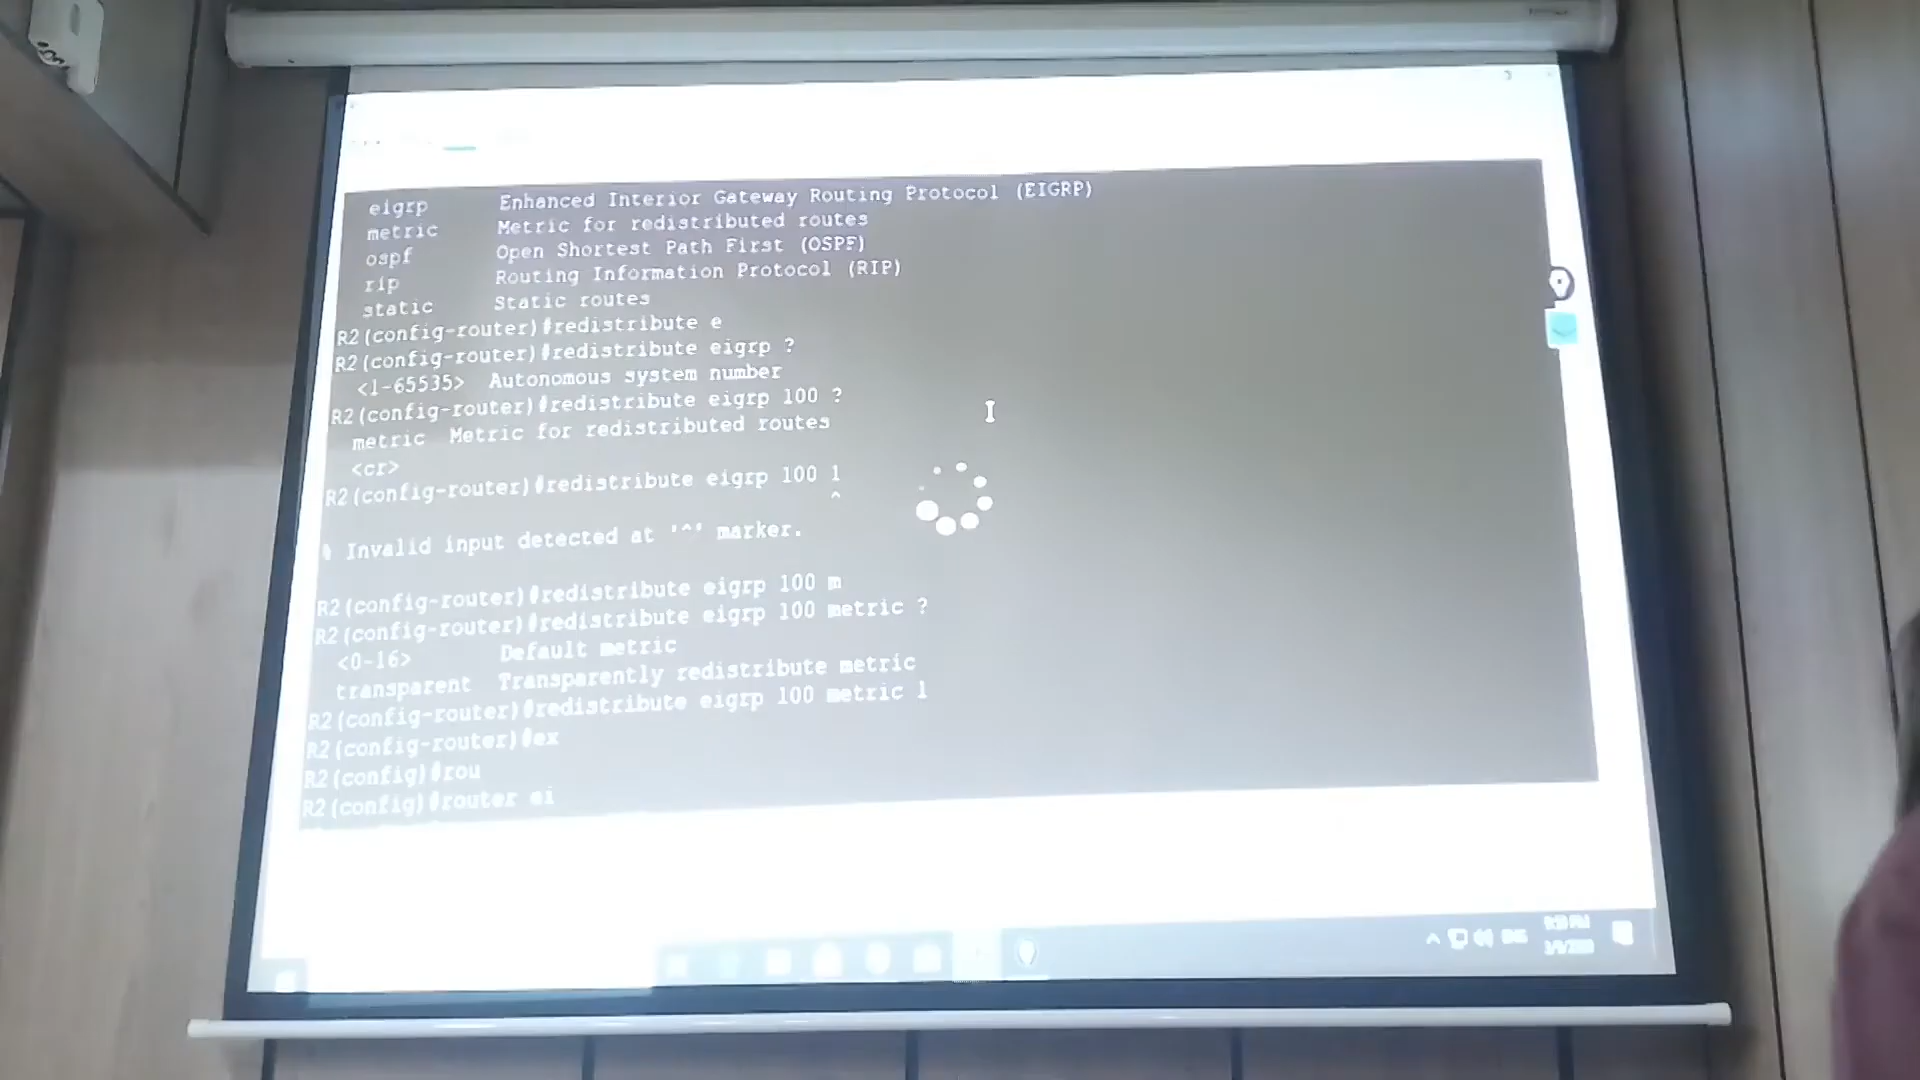 eigrp Enhanced Interior Gateway Routing Protocol (EIGRP)
metric Metric for redistributed routes
ospf Open Shortest Path First (OSPF)
rip Routing Information Protocol (RIP)
static Static routes
R2(config-router)#redistribute e
R2(config-router)#redistribute eigrp ?
<1-65535> Autonomous system number
R2(config-router)#redistribute eigrp 100 ?
metric Metric for redistributed routes
<cr>
R2(config-router)#redistribute eigrp 100 1
^
% Invalid input detected at '^' marker.
R2(config-router)#redistribute eigrp 100 m
R2(config-router)#redistribute eigrp 100 metric ?
<0-16> Default metric
transparent Transparently redistribute metric
R2(config-router)#redistribute eigrp 100 metric 1
R2(config-router)#ex
R2(config)#rou
R2(config)#router ei
ENG